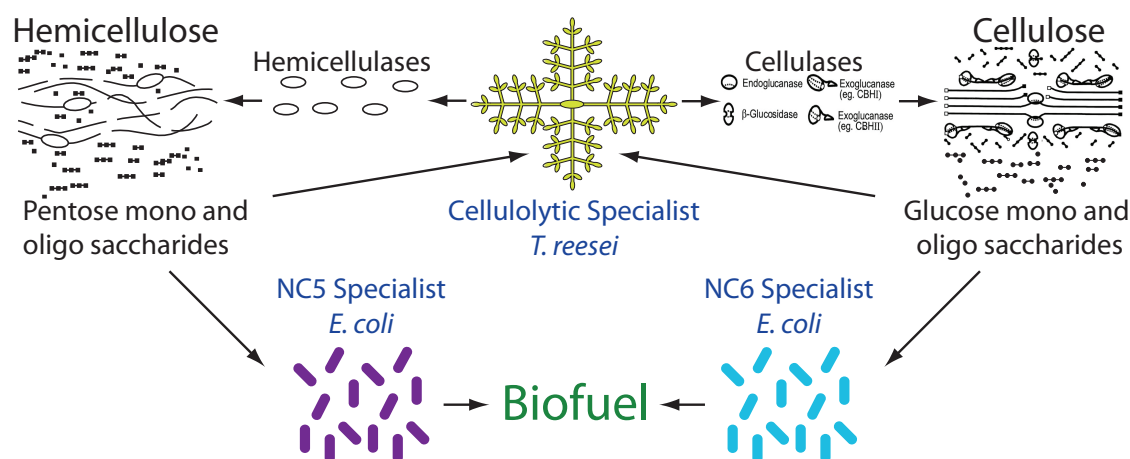 Hemicellulose
Hemicellulases
Cellulases
Endoglucanase
Exoglucanase
(eg. CBHI)
β-Glucosidase
Exoglucanase
(eg. CBHII)
Cellulose
Pentose mono and
oligo saccharides
Cellulolytic Specialist
T. reesei
Glucose mono and
oligo saccharides
NC5 Specialist
E. coli
NC6 Specialist
E. coli
Biofuel